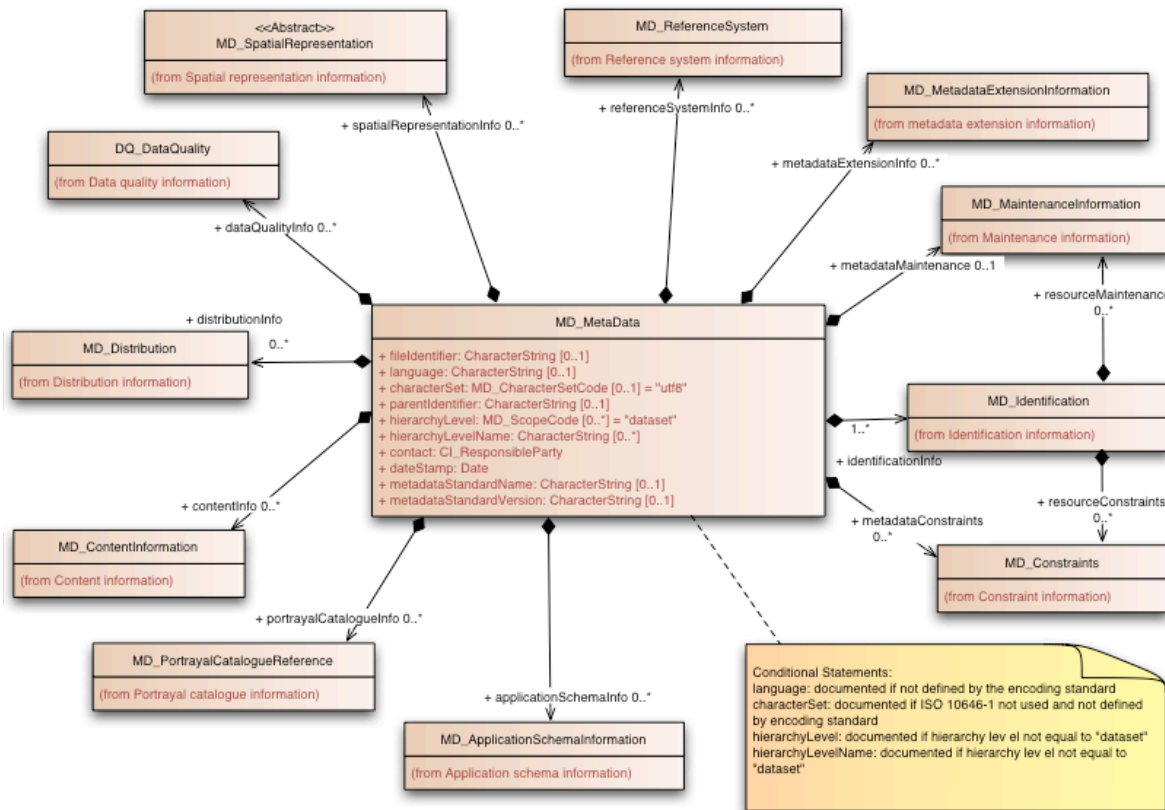 <<Abstract>>
MD_SpatialRepresentation
(from Spatial representation information)
MD_ReferenceSystem
(from Reference system information)
MD_MetadataExtensionInformation
(from metadata extension information)
+ spatialRepresentationInfo 0..*
+ referenceSystemInfo 0..*
+ metadataExtensionInfo 0..*
DQ_DataQuality
(from Data quality information)
+ dataQualityInfo 0..*
MD_MaintenanceInformation
(from Maintenance information)
+ metadataMaintenance 0..1
+ resourceMaintenance
0..*
+ distributionInfo
0..*
MD_Distribution
(from Distribution information)
MD_MetaData
+ fileIdentifier: CharacterString [0..1]
+ language: CharacterString [0..1]
+ characterSet: MD_CharacterSetCode [0..1] = "utf8"
+ parentIdentifier: CharacterString [0..1]
+ hierarchyLevel: MD_ScopeCode [0..*] = "dataset"
+ hierarchyLevelName: CharacterString [0..*]
+ contact: CI_ResponsibleParty
+ dateStamp: Date
+ metadataStandardName: CharacterString [0..1]
+ metadataStandardVersion: CharacterString [0..1]
MD_Identification
(from Identification information)
1..*
+ identificationInfo
+ resourceConstraints
0..*
+ metadataConstraints
0..*
MD_Constraints
(from Constraint information)
+ contentInfo 0..*
MD_ContentInformation
(from Content information)
+ portrayalCatalogueInfo 0..*
MD_PortrayalCatalogueReference
(from Portrayal catalogue information)
+ applicationSchemaInfo 0..*
MD_ApplicationSchemaInformation
(from Application schema information)
Conditional Statements:
language: documented if not defined by the encoding standard
characterSet: documented if ISO 10646-1 not used and not defined
by encoding standard
hierarchyLevel: documented if hierarchy lev el not equal to "dataset"
hierarchyLevelName: documented if hierarchy lev el not equal to
"dataset"